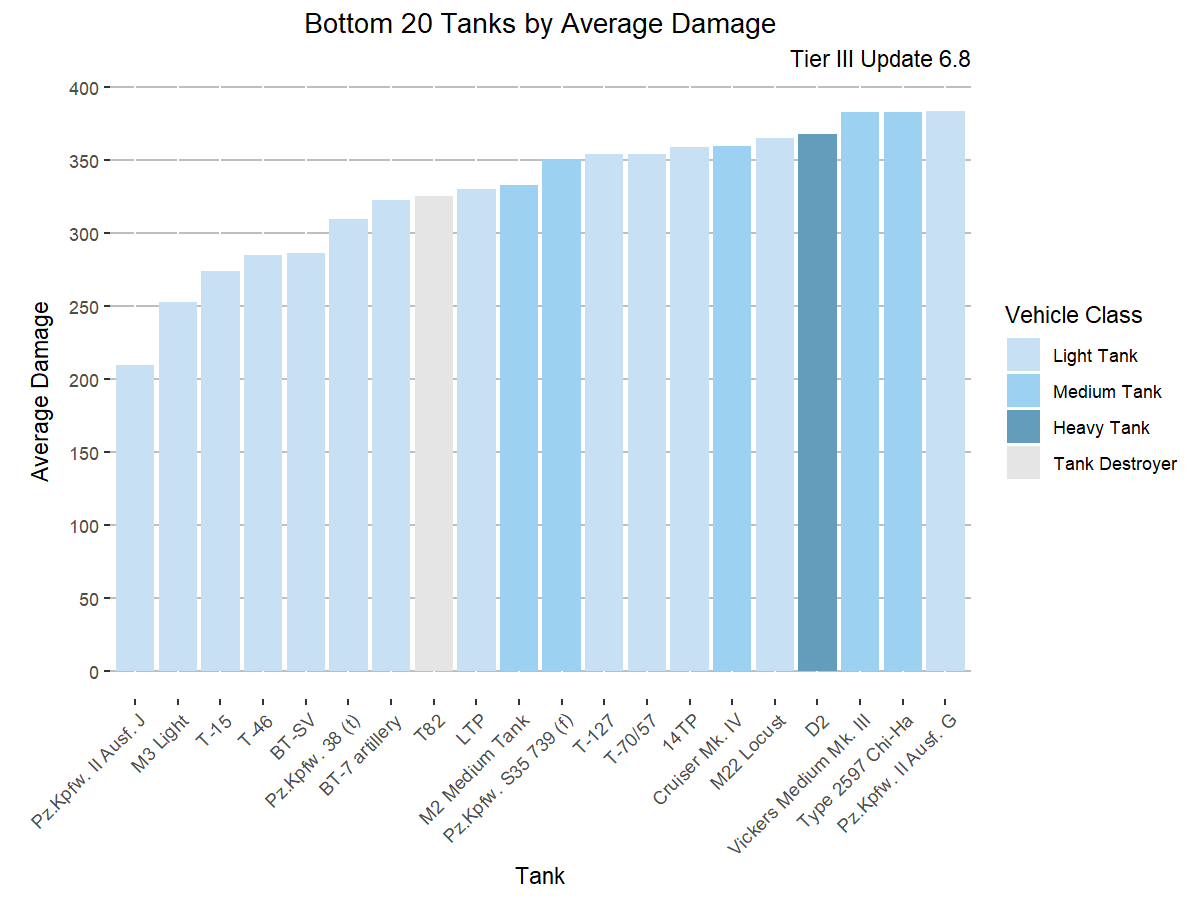 Bottom 20 Tanks by Average Damage
Tier III Update 6.8
400
350
300
250
200
150
100
50
0
Average Damage
Pz.Kpfw. II Ausf. J
M3 Light
T-15
T-46
BT-SV
Pz.Kpfw. 38 (t)
BT-7 artillery
T82
LTP
M2 Medium Tank
Pz.Kpfw. S35 739 (f)
T-127
T-70/57
14TP
Cruiser Mk. IV
M22 Locust
D2
Vickers Medium Mk. III
Type 2597 Chi-Ha
Pz.Kpfw. II Ausf. G
Tank
Vehicle Class
Light Tank
Medium Tank
Heavy Tank
Tank Destroyer